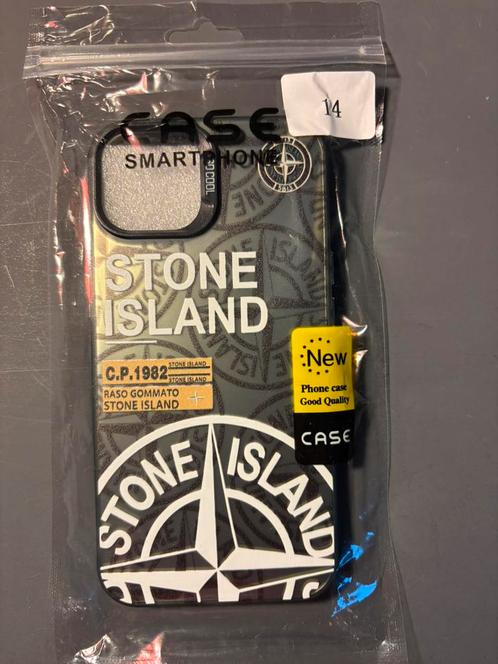 14
CASE
SMARTPHONE
SO COOL
STONE
ISLAND
C.P.1982
STONE ISLAND
STONE ISLAND
RASO GOMMATO
STONE ISLAND
New
Phone case
Good Quality
CASE
STONE ISLAND